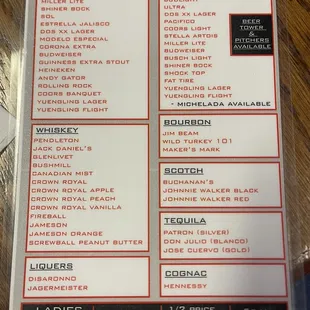 MILLER LITE
SHINER BOCK
SOL
ESTRELLA JALISCO
DOS XX LAGER
MODELO ESPECIAL
CORONA EXTRA
BUDWEISER
GUINNESS EXTRA STOUT
HEINEKEN
ANDY GATOR
ROLLING ROCK
COORS BANQUET
YUENGLING LAGER
YUENGLING FLIGHT
ULTRA
DOS XX LAGER
PACIFICO
COORS LIGHT
STELLA ARTOIS
MILLER LITE
BUDWEISER
BUSCH LIGHT
SHINER BOCK
SHOCK TOP
FAT TIRE
YUENGLING LAGER
YUENGLING FLIGHT
- MICHELADA AVAILABLE
BEER
TOWER
&
PITCHERS
AVAILABLE
WHISKEY
PENDLETON
JACK DANIEL'S
GLENLIVET
BUSHMILL
CANADIAN MIST
CROWN ROYAL
CROWN ROYAL APPLE
CROWN ROYAL PEACH
CROWN ROYAL VANILLA
FIREBALL
JAMESON
JAMESON ORANGE
SCREWBALL PEANUT BUTTER
BOURBON
JIM BEAM
WILD TURKEY 101
MAKER'S MARK
SCOTCH
BUCHANAN'S
JOHNNIE WALKER BLACK
JOHNNIE WALKER RED
TEQUILA
PATRON (SILVER)
DON JULIO (BLANCO)
JOSE CUERVO (GOLD)
LIQUERS
DISARONNO
JAGERMEISTER
COGNAC
HENNESSY
LADIES
1/2 PRICE